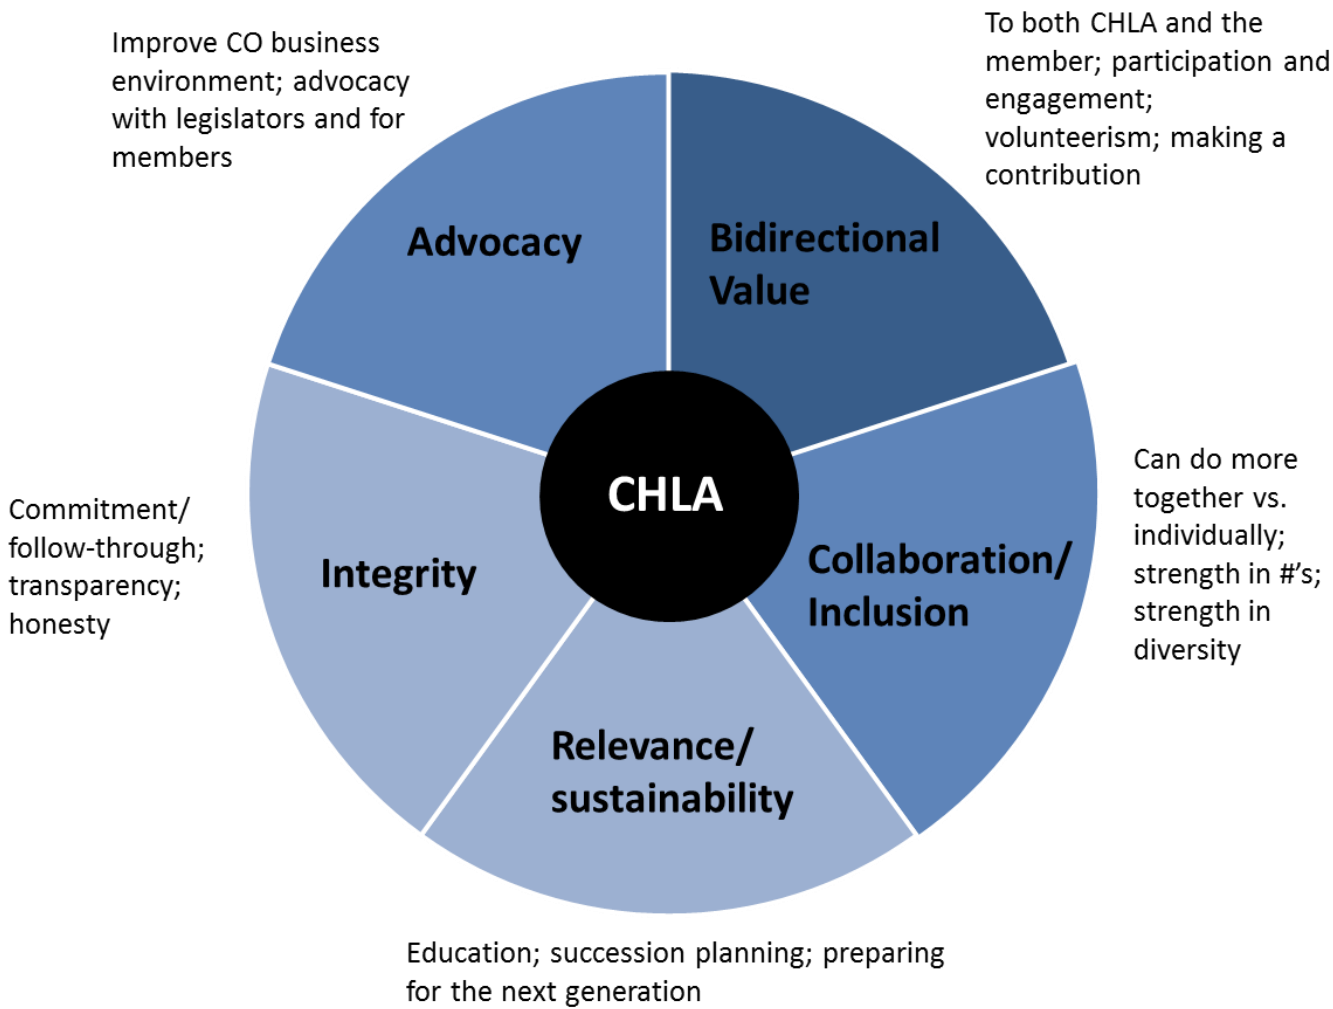 Improve CO business
environment; advocacy
with legislators and for
members
To both CHLA and the
member; participation and
engagement;
volunteerism; making a
contribution
Advocacy
Bidirectional
Value
CHLA
Can do more
together vs.
individually;
strength in #'s;
strength in
diversity
Commitment/
follow-through;
transparency;
honesty
Integrity
Collaboration/
Inclusion
Relevance/
sustainability
Education; succession planning; preparing
for the next generation